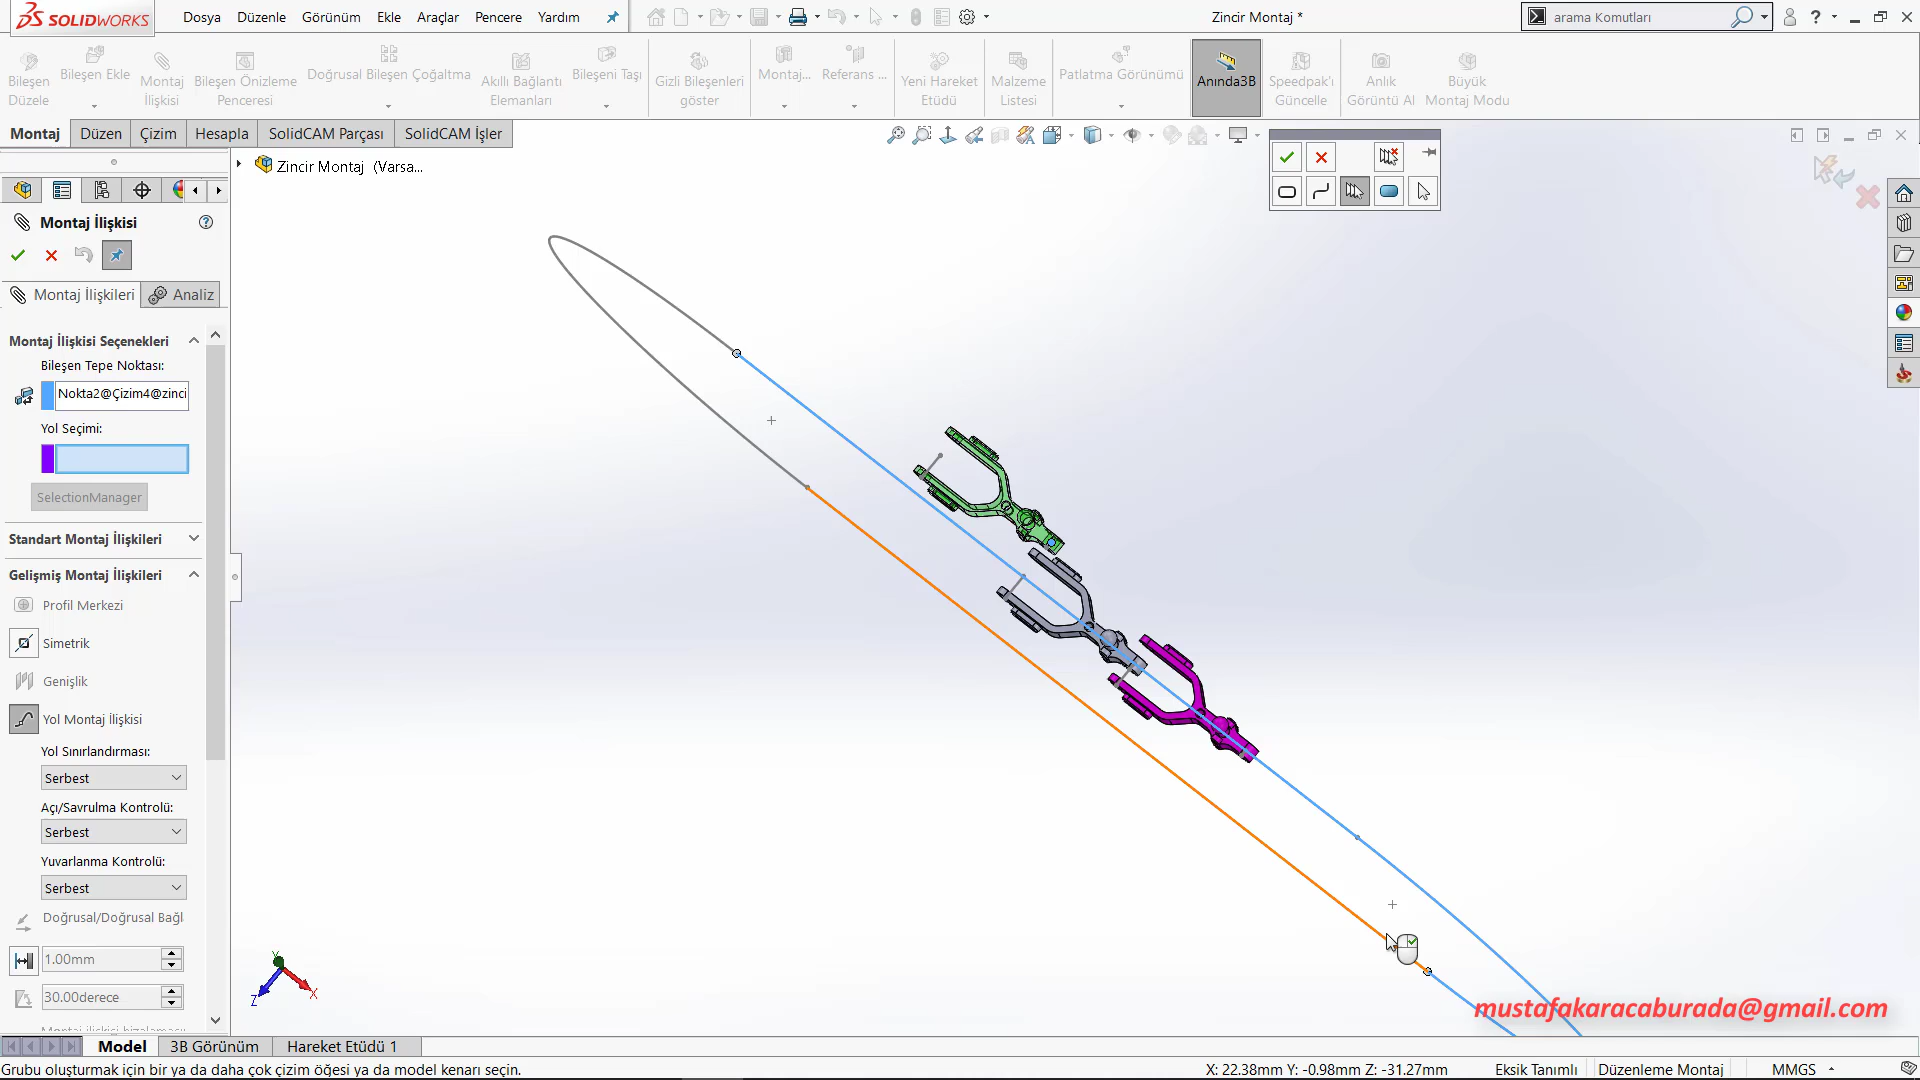 SOLIDWORKS
Dosya Düzenle Görünüm Ekle Araçlar Pencere Yardım
Zincir Montaj *
arama Komutları
Bileşen Düzele
Bileşen Ekle
Montaj İlişkisi
Bileşen Önizleme Penceresi
Doğrusal Bileşen Çoğaltma
Akıllı Bağlantı Elemanları
Bileşeni Taşı
Gizli Bileşenleri göster
Montaj...
Referans ...
Yeni Hareket Etüdü
Malzeme Listesi
Patlatma Görünümü
Anında3B
Speedpak'ı Güncelle
Anlık Görüntü Al
Büyük Montaj Modu
Montaj Düzen Çizim Hesapla SolidCAM Parçası SolidCAM İşler
Zincir Montaj (Varsa...
Montaj İlişkisi
Montaj İlişkileri Analiz
Montaj İlişkisi Seçenekleri
Bileşen Tepe Noktası:
Nokta2@Çizim4@zinci
Yol Seçimi:
SelectionManager
Standart Montaj İlişkileri
Gelişmiş Montaj İlişkileri
Profil Merkezi
Simetrik
Genişlik
Yol Montaj İlişkisi
Yol Sınırlandırması:
Serbest
Açı/Savrulma Kontrolü:
Serbest
Yuvarlanma Kontrolü:
Serbest
Doğrusal/Doğrusal Bağl
1.00mm
30.00derece
Y
X
Z
mustafakaracaburada@gmail.com
Model 3B Görünüm Hareket Etüdü 1
Grubu oluşturmak için bir ya da daha çok çizim öğesi ya da model kenarı seçin.
X: 22.38mm Y: -0.98mm Z: -31.27mm Eksik Tanımlı Düzenleme Montaj MMGS